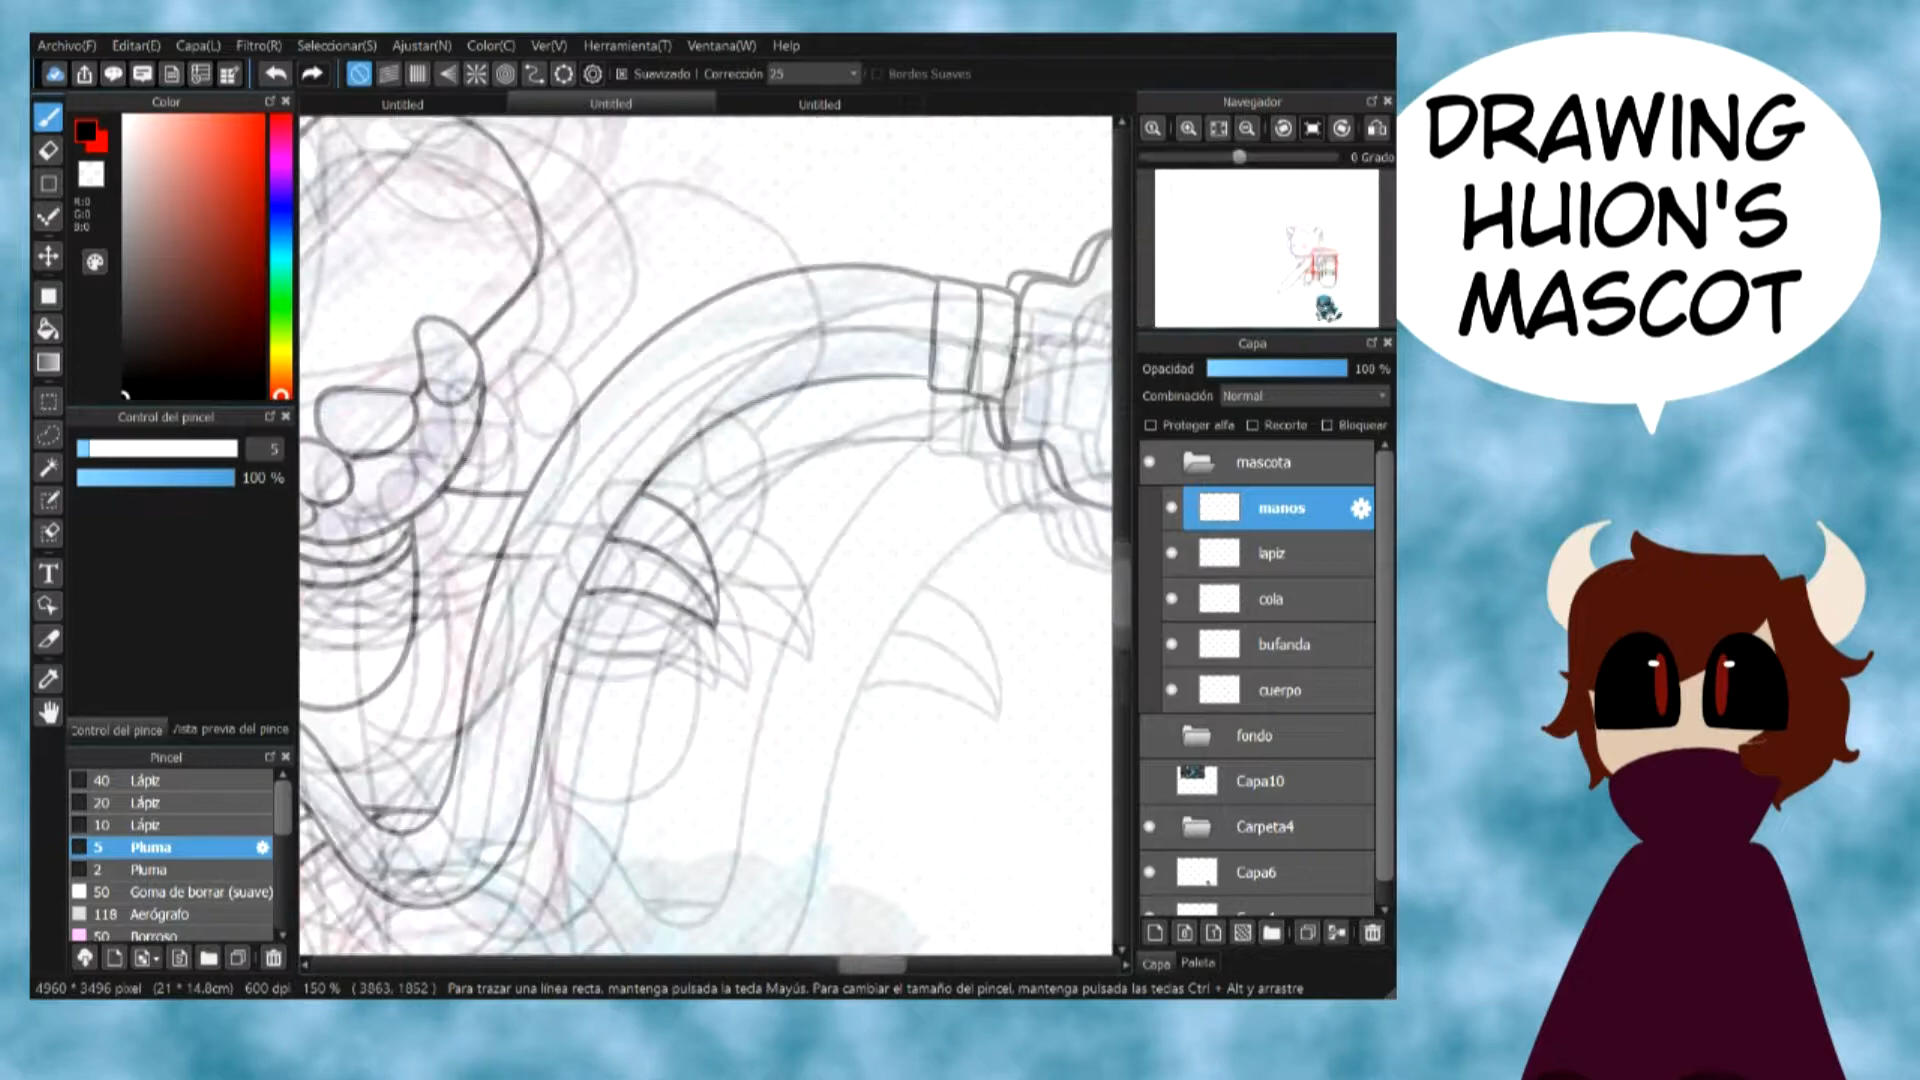 Archivo(F) Editar(E) Capa(L) Filtro(R) Seleccionar(S) Ajustar(N) Color(C) Ver(V) Herramienta(T) Ventana(W) Help
Suavizado Corrección 25 Bordes Suaves
Color
Untitled Untitled Untitled
Navegador
R:0
G:0
B:0
0 Grado
Control del pincel
5
100 %
Capa
Opacidad 100 %
Combinación Normal
Proteger alfa Recorte Bloquear
mascota
manos
lapiz
cola
bufanda
cuerpo
fondo
Capa10
Carpeta4
Capa6
Capa Paleta
Control del pince Vista previa del pince
Pincel
40 Lápiz
20 Lápiz
10 Lápiz
5 Pluma
2 Pluma
50 Goma de borrar (suave)
118 Aerógrafo
50 Borroso
4960 * 3496 pixel (21 * 14.8cm) 600 dpi 150 % ( 3863, 1852 ) Para trazar una línea recta, mantenga pulsada la tecla Mayús. Para cambiar el tamaño del pincel, mantenga pulsada las teclas Ctrl + Alt y arrastre
DRAWING
HUION'S
MASCOT